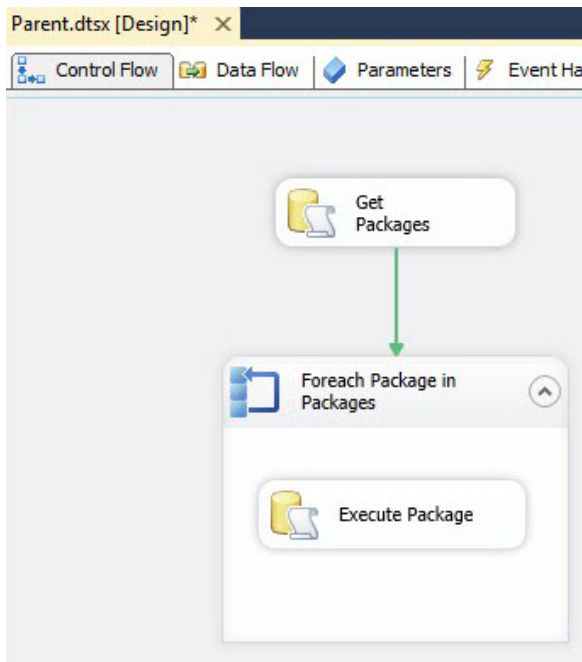 Parent.dtsx [Design]*
Control Flow Data Flow Parameters Event Ha
Get
Packages
Foreach Package in
Packages
Execute Package